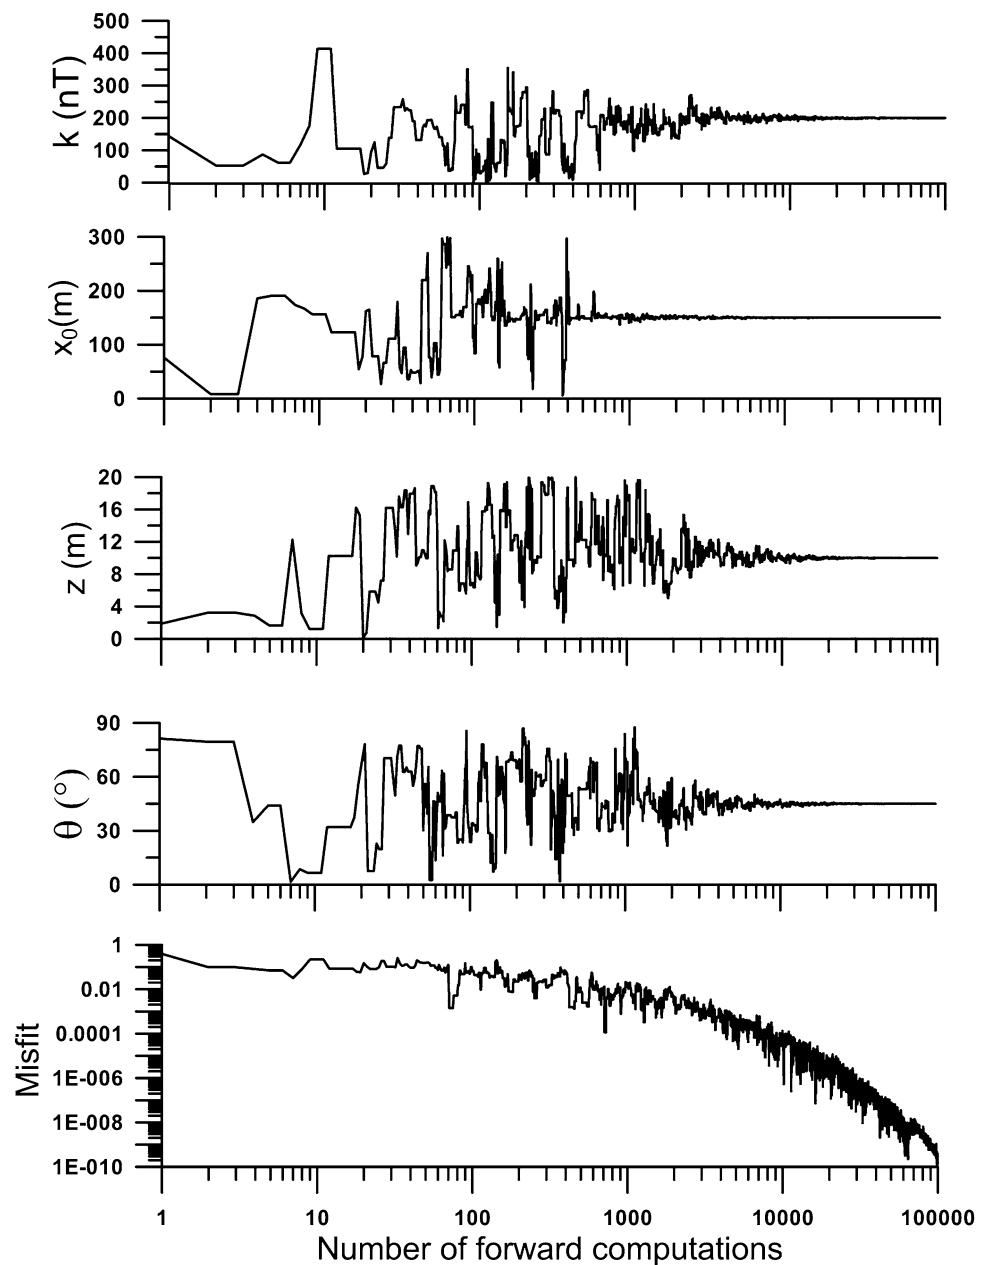 500
400
300
200
100
0
k (nT)
300
200
100
0
x₀(m)
20
16
12
8
4
0
z (m)
90
60
30
0
θ (°)
1
0.01
0.0001
1E-006
1E-008
1E-010
Misfit
1 10 100 1000 10000 100000
Number of forward computations